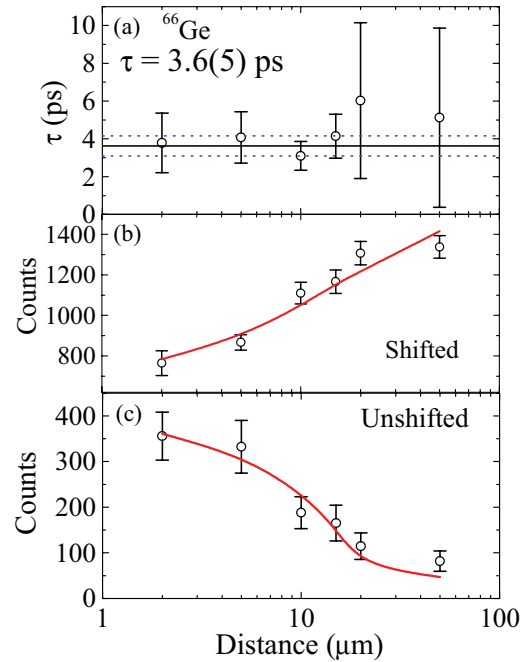 (a) ⁶⁶Ge
τ = 3.6(5) ps
10
8
6
4
2
0
τ (ps)
(b)
1400
1200
1000
800
Counts
Shifted
(c) Unshifted
400
300
200
100
0
Counts
1 10 100
Distance (μm)